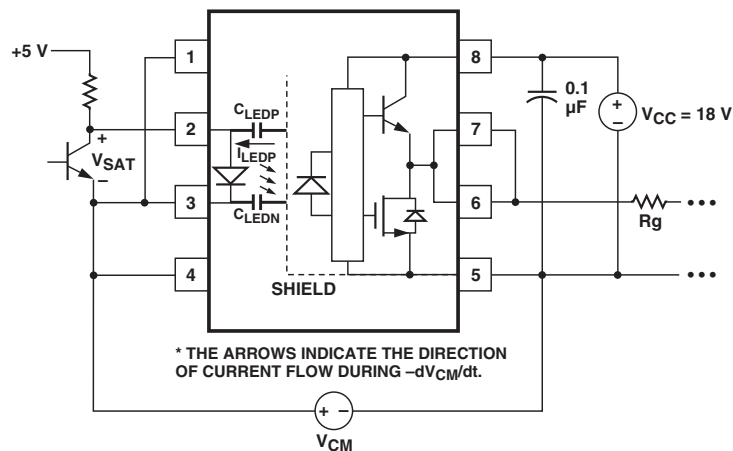 +5 V
1
8
C_LEDP
0.1
µF
2
+
V_SAT
–
I_LEDP
7
+
–
V_CC = 18 V
3
C_LEDN
6
Rg
•••
4
SHIELD
5
•••
* THE ARROWS INDICATE THE DIRECTION
OF CURRENT FLOW DURING –dV_CM/dt.
+ –
V_CM